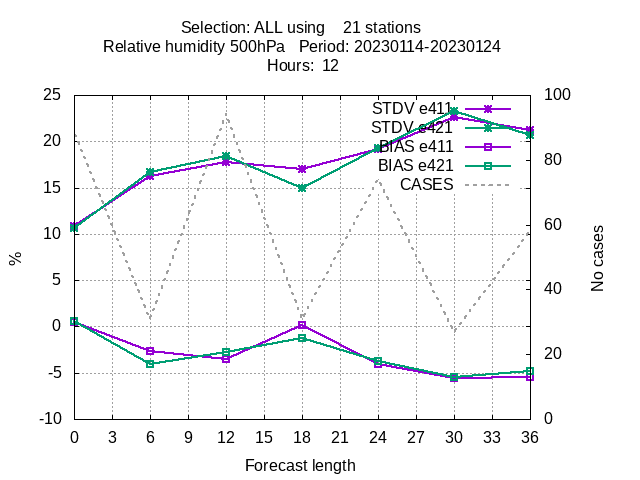 Selection: ALL using    21 stations
Relative humidity 500hPa   Period: 20230114-20230124
Hours:  12
25
20
15
10
5
0
-5
-10
100
80
60
40
20
0
STDV e411
STDV e421
BIAS e411
BIAS e421
CASES
%
No cases
0 3 6 9 12 15 18 21 24 27 30 33 36
Forecast length